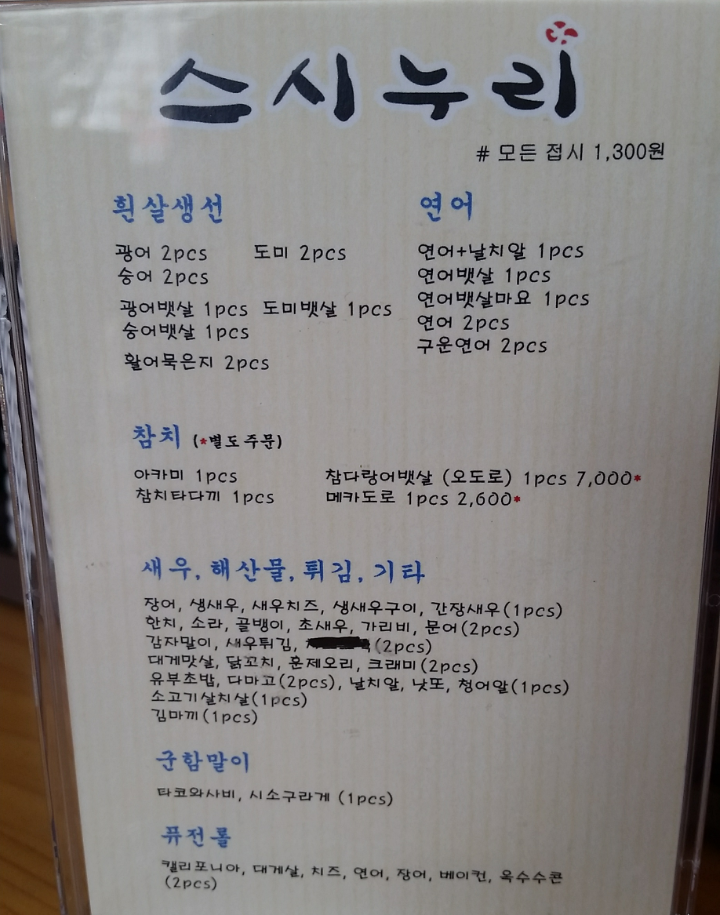 스시누리
# 모든 접시 1,300원
흰살생선
광어 2pcs 도미 2pcs
숭어 2pcs
광어뱃살 1pcs 도미뱃살 1pcs
숭어뱃살 1pcs
활어묵은지 2pcs
연어
연어+날치알 1pcs
연어뱃살 1pcs
연어뱃살마요 1pcs
연어 2pcs
구운연어 2pcs
참치 (*별도주문)
아카미 1pcs 참다랑어뱃살 (오도로) 1pcs 7,000*
참치타다끼 1pcs 메카도로 1pcs 2,600*
새우, 해산물, 튀김, 기타
장어, 생새우, 새우치즈, 생새우구이, 간장새우(1pcs)
한치, 소라, 골뱅이, 초새우, 가리비, 문어(2pcs)
감자말이, 새우튀김, (2pcs)
대게맛살, 닭꼬치, 훈제오리, 크래미(2pcs)
유부초밥, 다마고(2pcs), 날치알, 낫또, 청어알(1pcs)
소고기살치살(1pcs)
김마끼(1pcs)
군함말이
타코와사비, 시소구라게 (1pcs)
퓨전롤
캘리포니아, 대게살, 치즈, 연어, 장어, 베이컨, 옥수수콘
(2pcs)